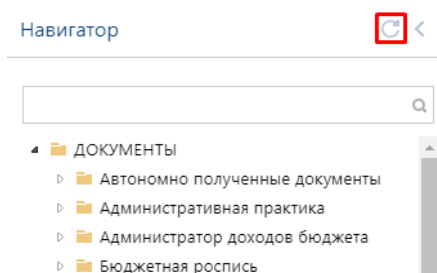 Навигатор
ДОКУМЕНТЫ
Автономно полученные документы
Административная практика
Администратор доходов бюджета
Бюджетная роспись